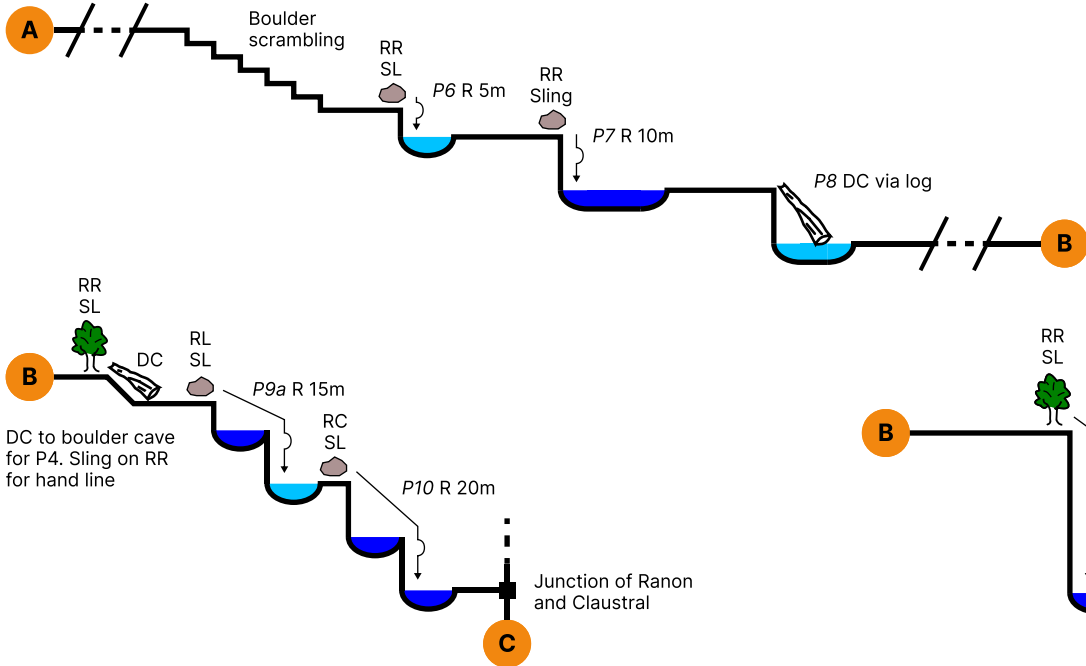 A
Boulder
scrambling
RR
SL
P6 R 5m
RR
Sling
P7 R 10m
P8 DC via log
B
RR
SL
DC
RL
SL
B
P9a R 15m
DC to boulder cave
for P4. Sling on RR
for hand line
RC
SL
P10 R 20m
Junction of Ranon
and Claustral
C
RR
SL
B